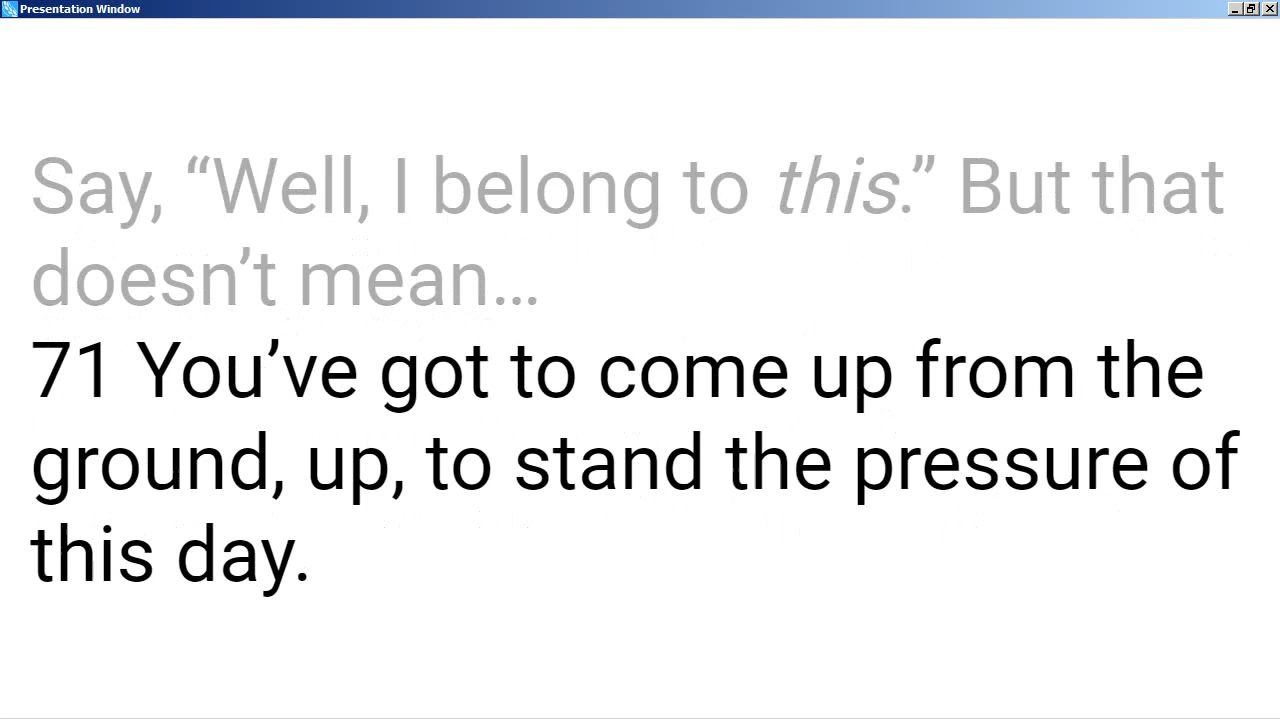 Presentation Window
Say, “Well, I belong to this.” But that
doesn’t mean…
71 You’ve got to come up from the
ground, up, to stand the pressure of
this day.